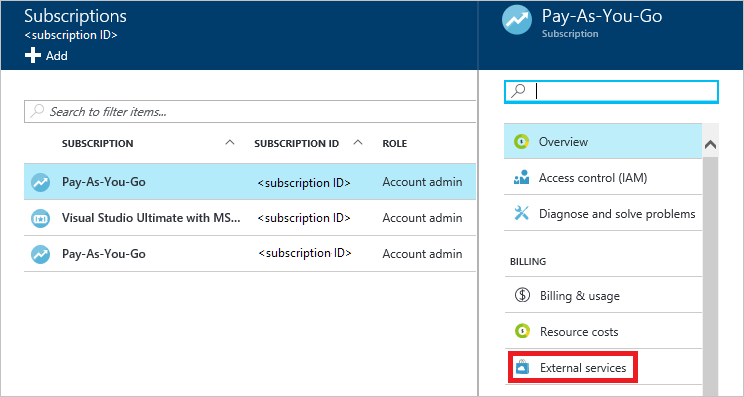 Subscriptions
<subscription ID>
Add
Search to filter items...
SUBSCRIPTION SUBSCRIPTION ID ROLE
Pay-As-You-Go <subscription ID> Account admin
Visual Studio Ultimate with MS... <subscription ID> Account admin
Pay-As-You-Go <subscription ID> Account admin
Pay-As-You-Go
Subscription
Overview
Access control (IAM)
Diagnose and solve problems
BILLING
Billing & usage
Resource costs
External services